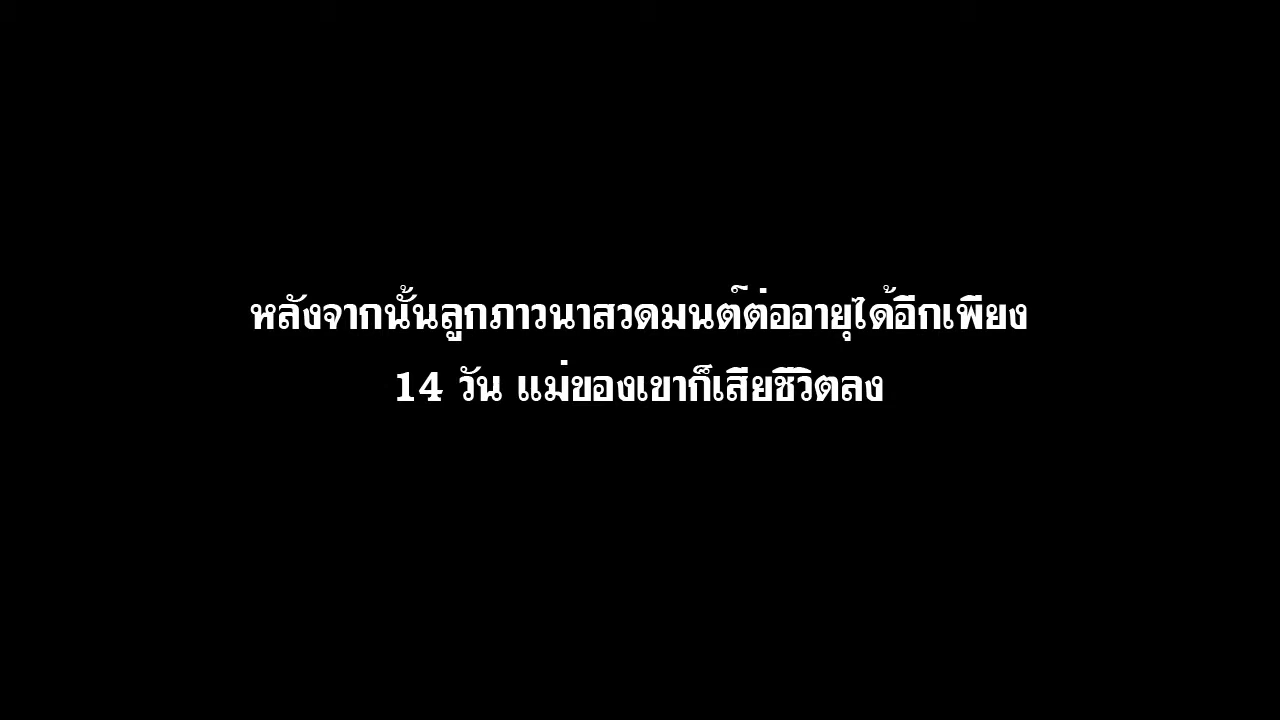 หลังจากนั้นลูกภาวนาสวดมนต์ต่ออายุได้อีกเพียง
14 วัน แม่ของเขาก็เสียชีวิตลง